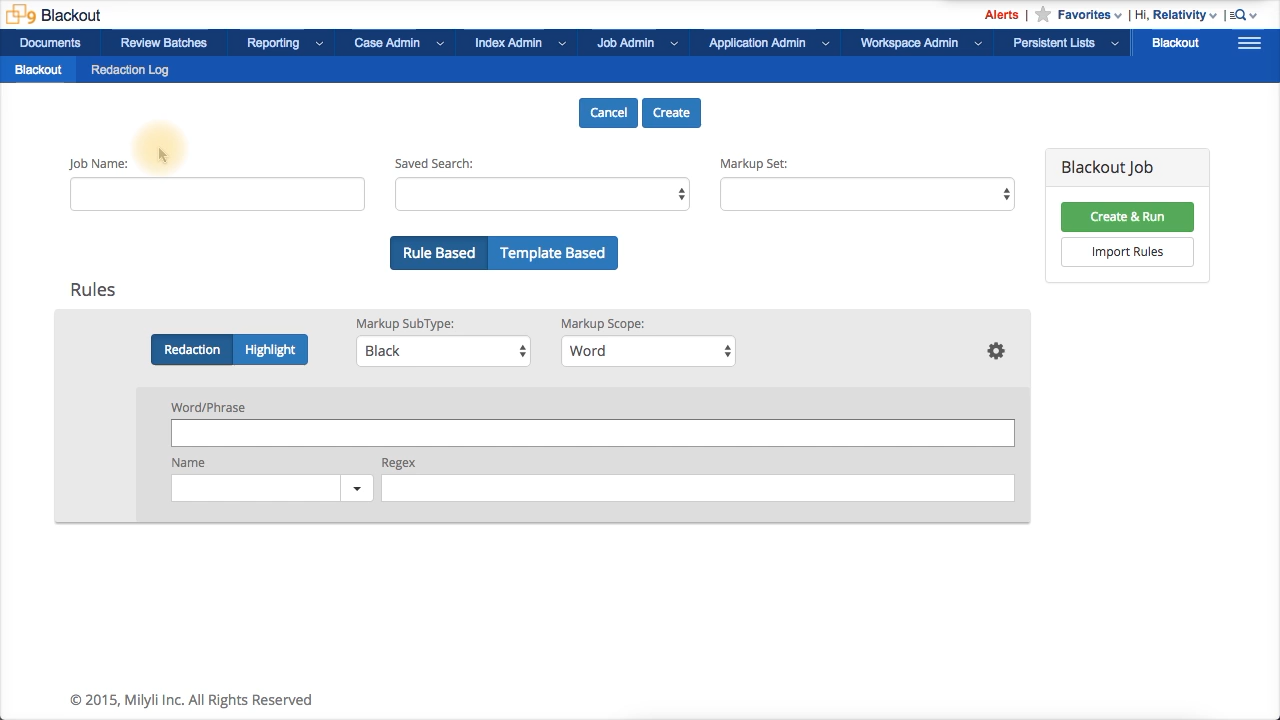 Blackout
Alerts | Favorites | Hi, Relativity |
Documents Review Batches Reporting Case Admin Index Admin Job Admin Application Admin Workspace Admin Persistent Lists Blackout
Blackout Redaction Log
Cancel Create
Job Name: Saved Search: Markup Set:
Blackout Job
Create & Run
Import Rules
Rule Based Template Based
Rules
Markup SubType: Markup Scope:
Redaction Highlight Black Word
Word/Phrase
Name Regex
© 2015, Milyli Inc. All Rights Reserved